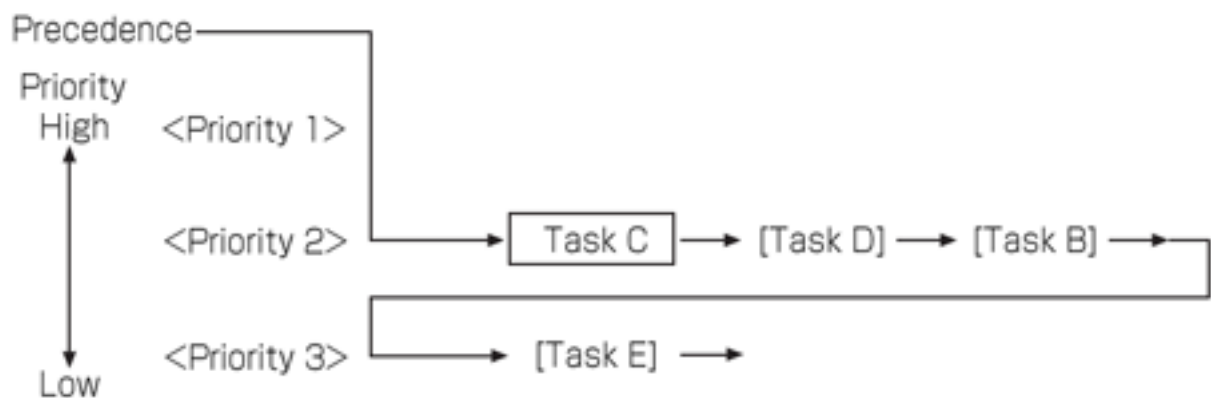 Precedence
Priority
High
<Priority 1>
<Priority 2>
Task C
[Task D]
[Task B]
<Priority 3>
[Task E]
Low